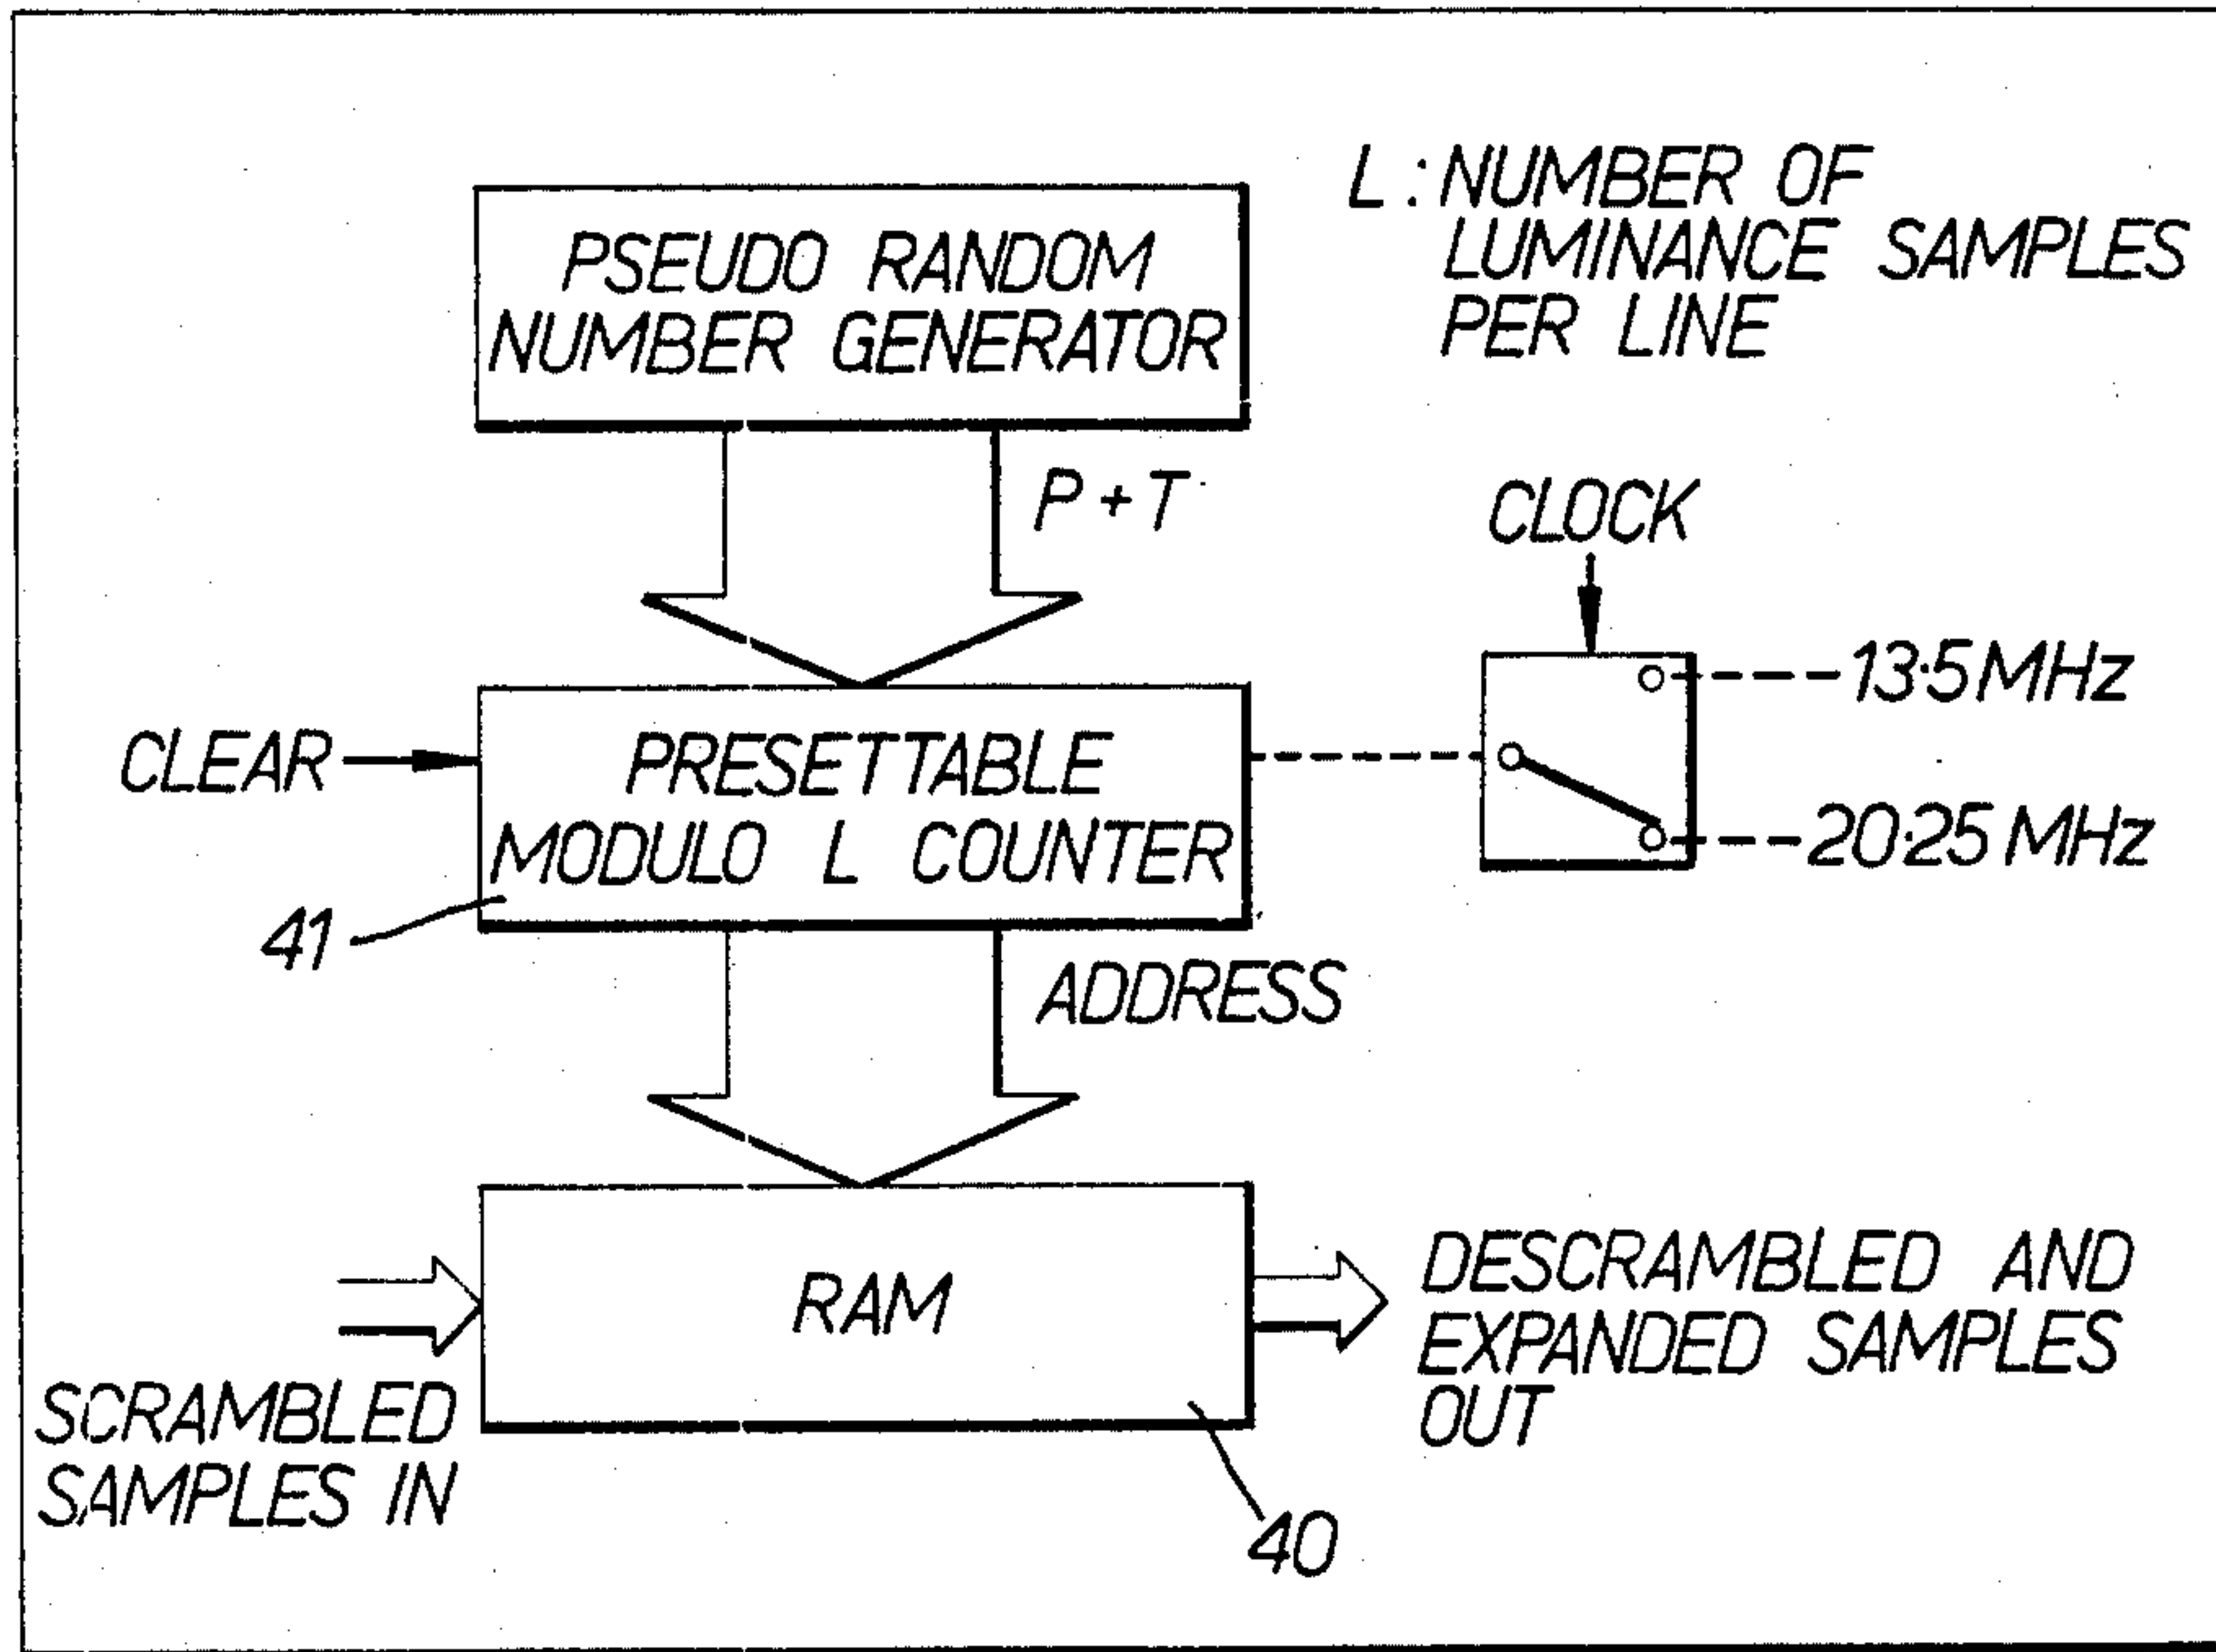 PSEUDO RANDOM
NUMBER GENERATOR
L : NUMBER OF
LUMINANCE SAMPLES
PER LINE
P + T
CLOCK
13·5 MHz
20·25 MHz
CLEAR
PRESETTABLE
MODULO L COUNTER
41
ADDRESS
RAM
SCRAMBLED
SAMPLES IN
DESCRAMBLED AND
EXPANDED SAMPLES
OUT
40